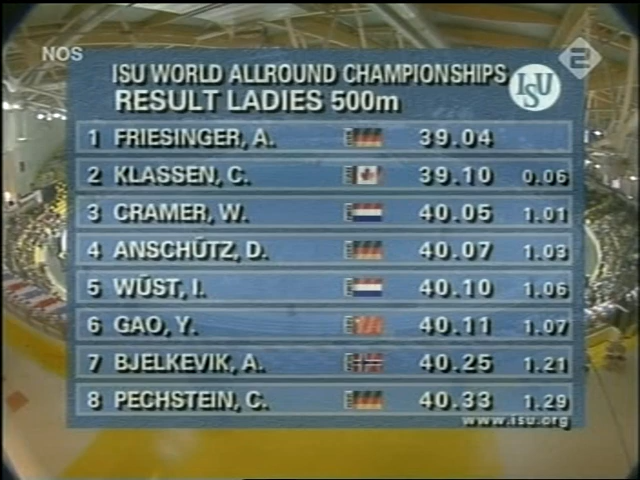 NOS
2
ISU WORLD ALLROUND CHAMPIONSHIPS
ISU
RESULT LADIES 500m
1 FRIESINGER, A. 39.04
2 KLASSEN, C. 39.10 0.06
3 CRAMER, W. 40.05 1.01
4 ANSCHÜTZ, D. 40.07 1.03
5 WÜST, I. 40.10 1.06
6 GAO, Y. 40.11 1.07
7 BJELKEVIK, A. 40.25 1.21
8 PECHSTEIN, C. 40.33 1.29
www.isu.org